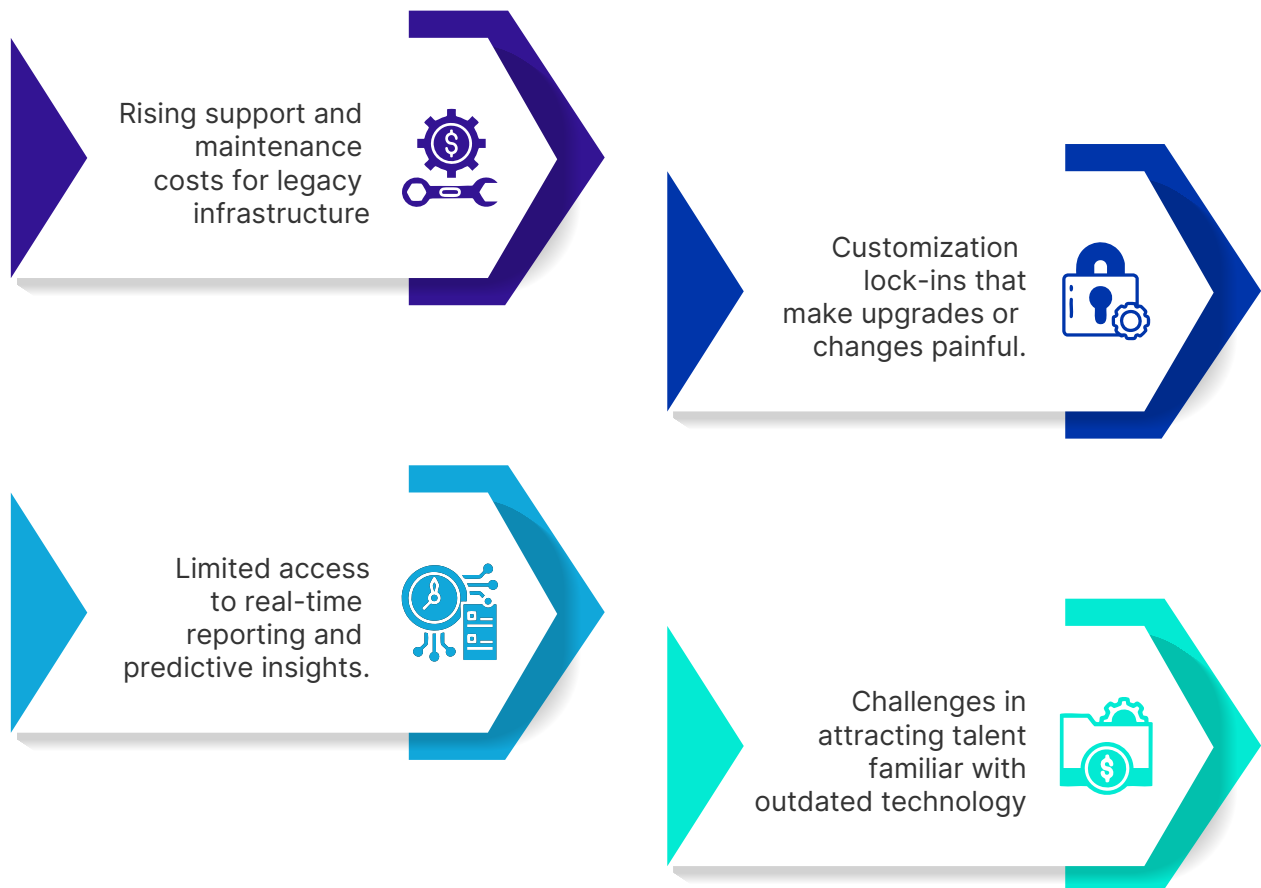 Rising support and
maintenance
costs for legacy
infrastructure
Customization
lock-ins that
make upgrades or
changes painful.
Limited access
to real-time
reporting and
predictive insights.
Challenges in
attracting talent
familiar with
outdated technology